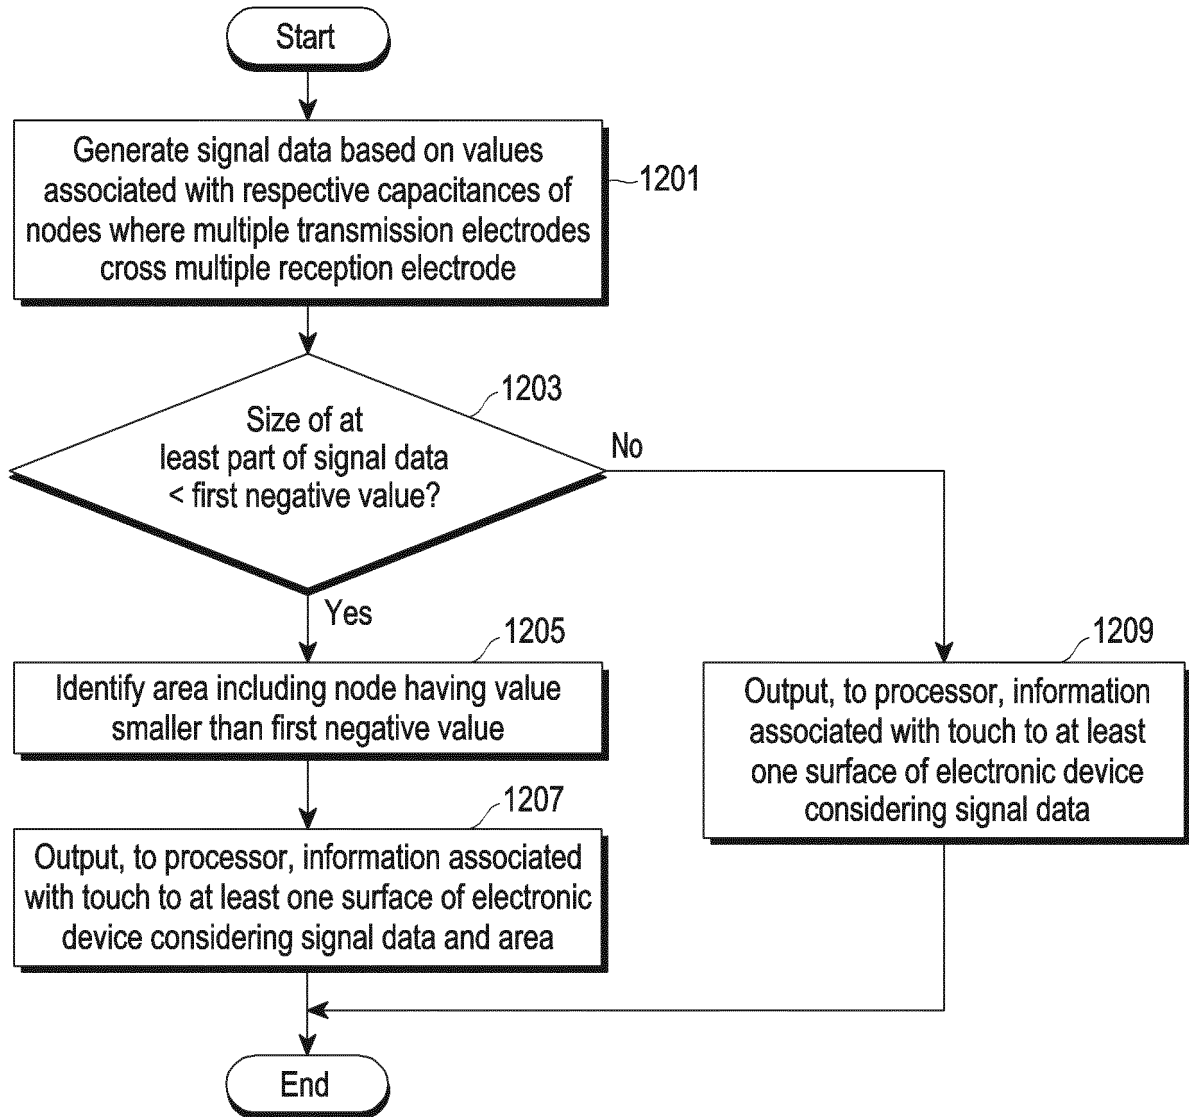 Start
Generate signal data based on values
associated with respective capacitances of
nodes where multiple transmission electrodes
cross multiple reception electrode
1201
1203
Size of at
least part of signal data
< first negative value?
No
Yes
1205
Identify area including node having value
smaller than first negative value
1209
Output, to processor, information
associated with touch to at least
one surface of electronic device
considering signal data
1207
Output, to processor, information associated
with touch to at least one surface of electronic
device considering signal data and area
End